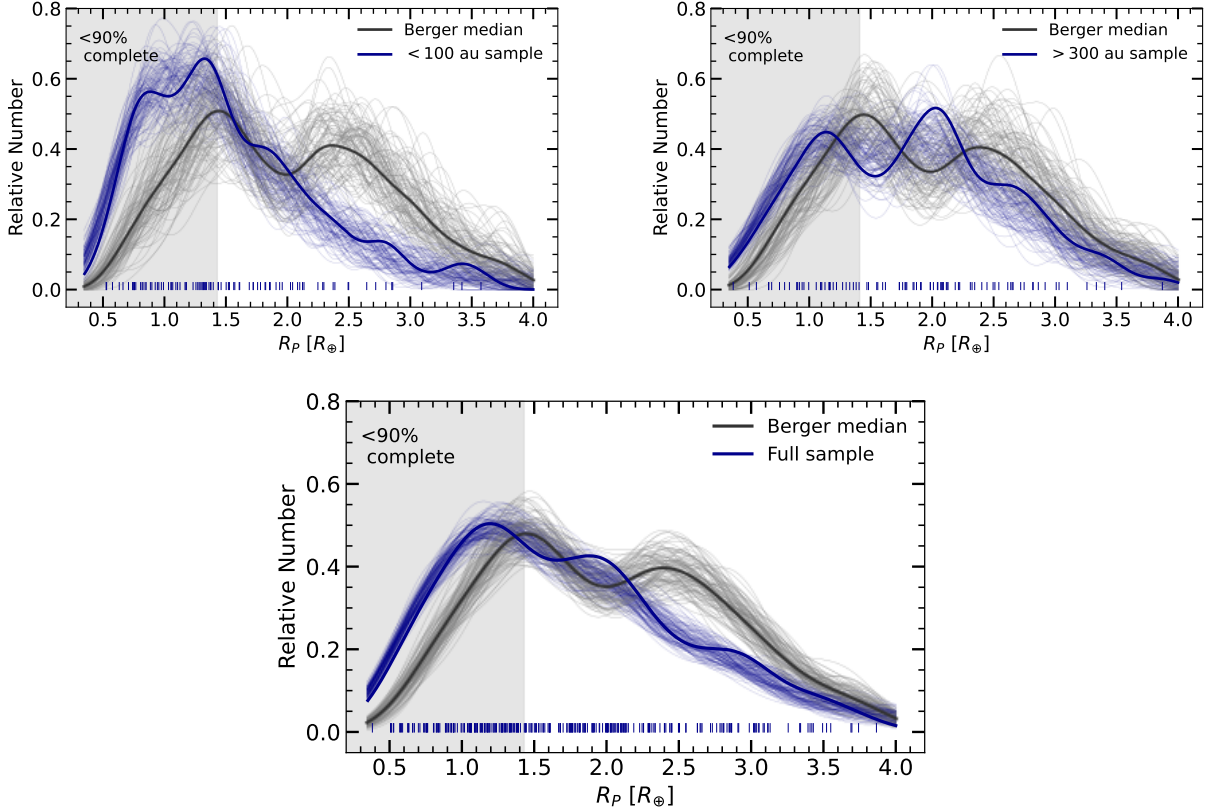 0.8
0.6
0.4
0.2
0.0
Relative Number
<90%
complete
Berger median
< 100 au sample
0.5 1.0 1.5 2.0 2.5 3.0 3.5 4.0
R_P [R_⊕]
0.8
0.6
0.4
0.2
0.0
Relative Number
<90%
complete
Berger median
> 300 au sample
0.5 1.0 1.5 2.0 2.5 3.0 3.5 4.0
R_P [R_⊕]
0.8
0.6
0.4
0.2
0.0
Relative Number
<90%
complete
Berger median
Full sample
0.5 1.0 1.5 2.0 2.5 3.0 3.5 4.0
R_P [R_⊕]